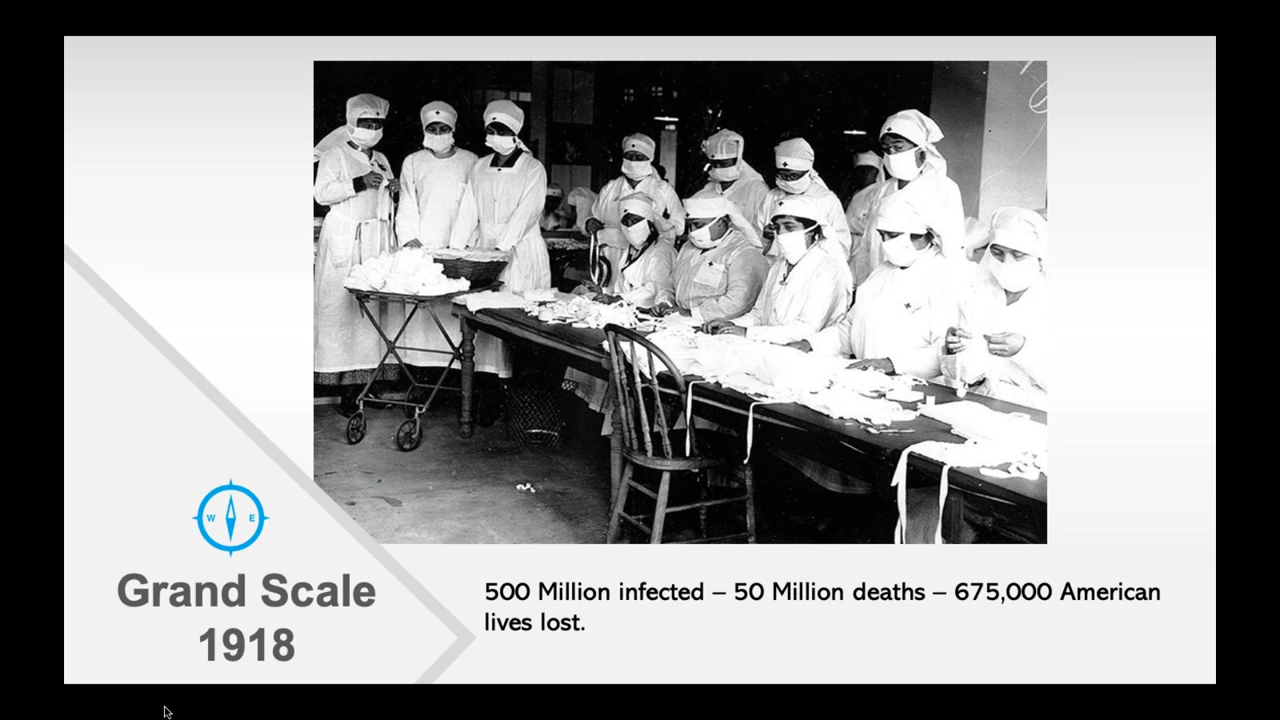 W E
Grand Scale
1918
500 Million infected – 50 Million deaths – 675,000 American
lives lost.